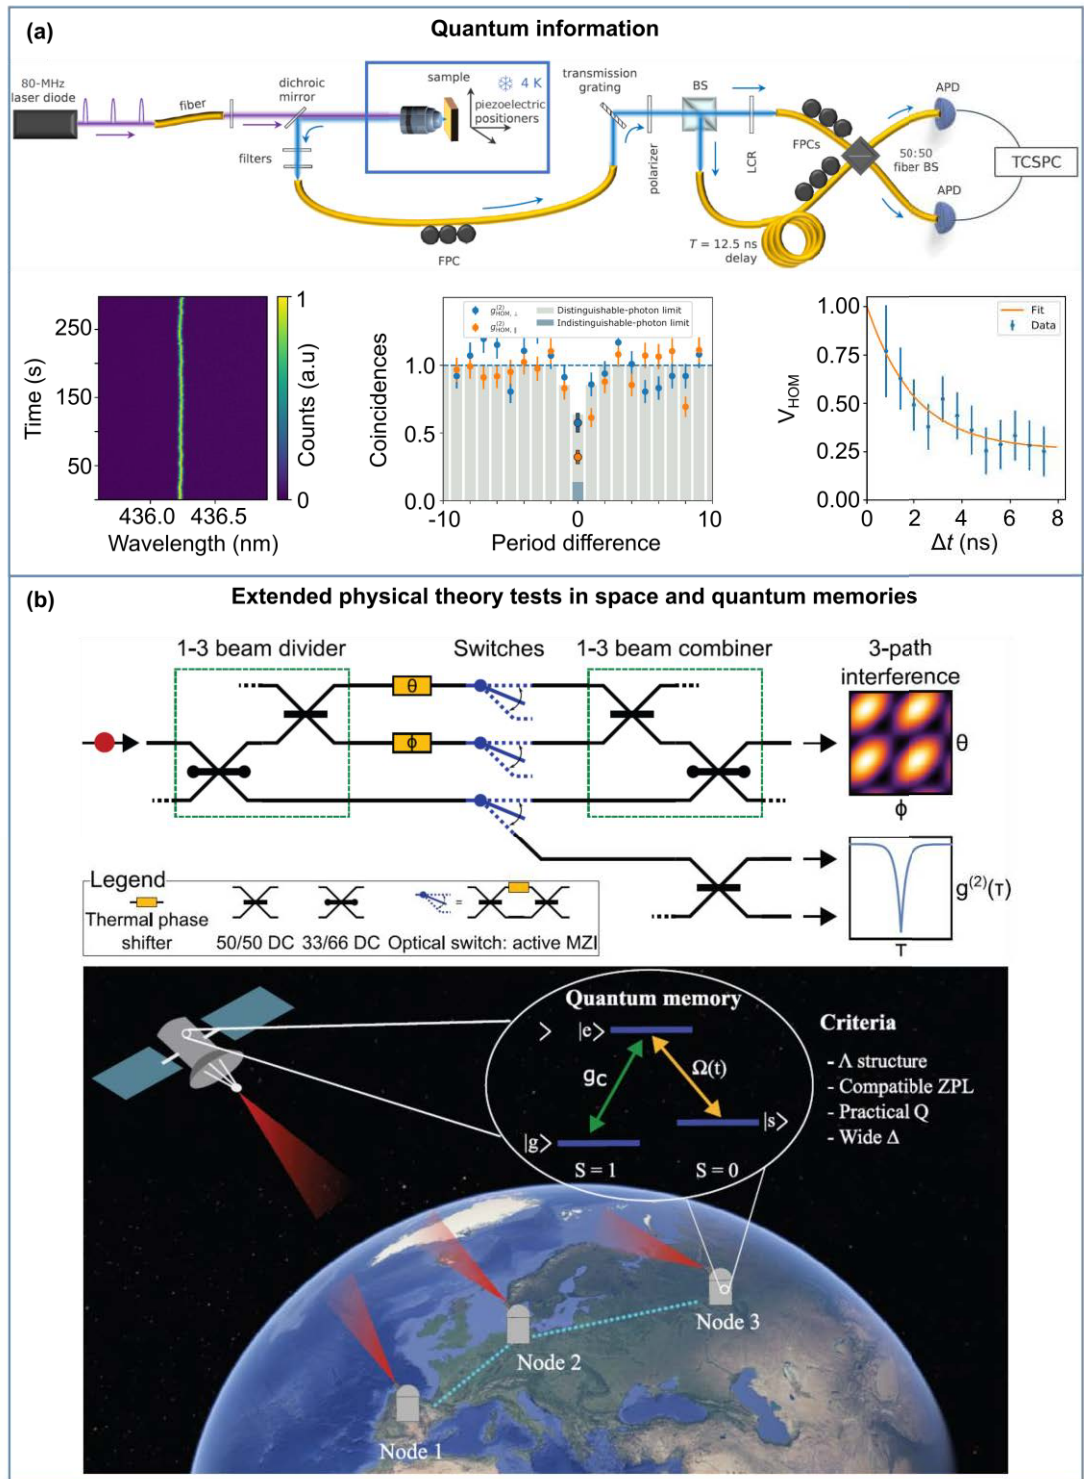 (a)
Quantum information
80-MHz
laser diode
fiber
dichroic
mirror
filters
sample
4 K
piezoelectric
positioners
FPC
transmission
grating
polarizer
BS
LCR
T = 12.5 ns
delay
FPCs
50:50
fiber BS
APD
APD
TCSPC
Time (s)
250
150
50
436.0 436.5
Wavelength (nm)
1
0
Counts (a.u)
Coincidences
1.0
0.5
0.0
-10 0 10
Period difference
g(2)HOM, ⊥
g(2)HOM, ∥
Distinguishable-photon limit
Indistinguishable-photon limit
VHOM
1.00
0.75
0.50
0.25
0.00
0 2 4 6 8
Δt (ns)
Fit
Data
(b)
Extended physical theory tests in space and quantum memories
1-3 beam divider
Switches
1-3 beam combiner
3-path
interference
θ
ϕ
θ
ϕ
g(2)(τ)
τ
Legend
Thermal phase
shifter
50/50 DC
33/66 DC
=
Optical switch: active MZI
Quantum memory
> |e>
gc
Ω(t)
|g>
|s>
S = 1
S = 0
Criteria
- Λ structure
- Compatible ZPL
- Practical Q
- Wide Δ
Node 3
Node 2
Node 1